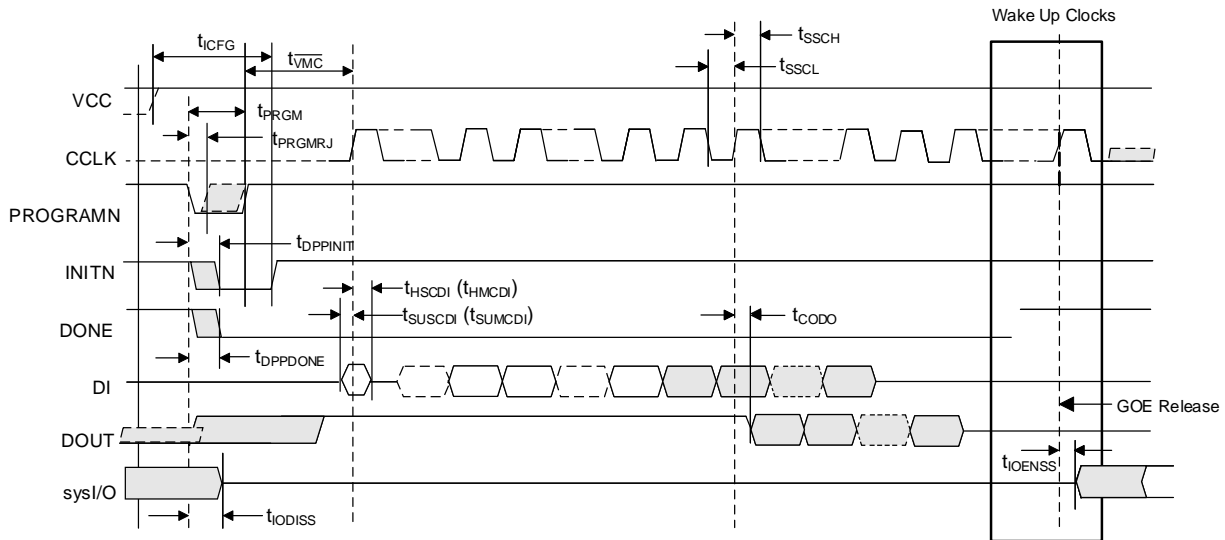 Wake Up Clocks
tICFG
tVMC
tSSCH
tSSCL
VCC
tPRGM
tPRGMRJ
CCLK
PROGRAMN
tDPPINIT
INITN
tHSCDI (tHMCDI)
tSUSCDI (tSUMCDI)
tCODO
DONE
tDPPDONE
DI
GOE Release
DOUT
tIOENSS
sysI/O
tIODISS